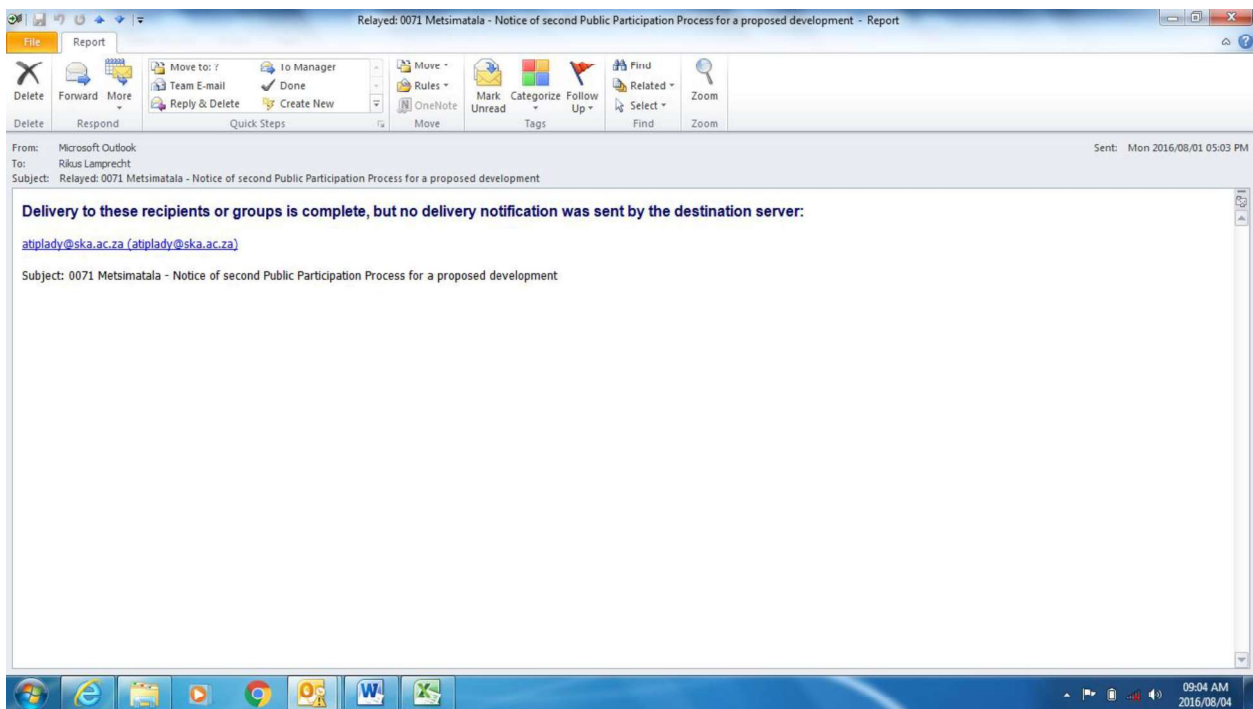 Relayed: 0071 Metsimatala - Notice of second Public Participation Process for a proposed development - Report
File Report
Move to: ? To Manager Move Find
Team E-mail Done Rules Related
Delete Forward More Reply & Delete Create New OneNote Mark Unread Categorize Follow Up Select Zoom
Delete Respond Quick Steps Move Tags Find Zoom
From: Microsoft Outlook Sent: Mon 2016/08/01 05:03 PM
To: Rikus Lamprecht
Subject: Relayed: 0071 Metsimatala - Notice of second Public Participation Process for a proposed development
Delivery to these recipients or groups is complete, but no delivery notification was sent by the destination server:
atiplady@ska.ac.za (atiplady@ska.ac.za)
Subject: 0071 Metsimatala - Notice of second Public Participation Process for a proposed development
09:04 AM
2016/08/04